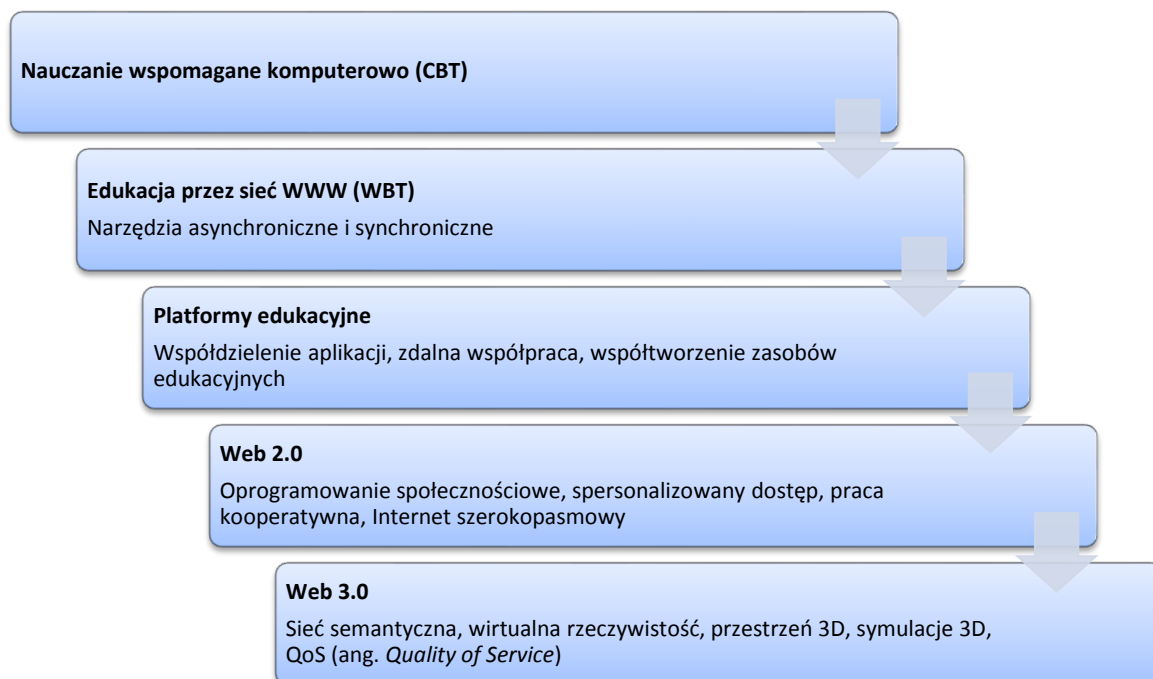 Nauczanie wspomagane komputerowo (CBT)
Edukacja przez sieć WWW (WBT)
Narzędzia asynchroniczne i synchroniczne
Platformy edukacyjne
Współdzielenie aplikacji, zdalna współpraca, współtworzenie zasobów
edukacyjnych
Web 2.0
Oprogramowanie społecznościowe, spersonalizowany dostęp, praca
kooperatywna, Internet szerokopasmowy
Web 3.0
Sieć semantyczna, wirtualna rzeczywistość, przestrzeń 3D, symulacje 3D,
QoS (ang. Quality of Service)